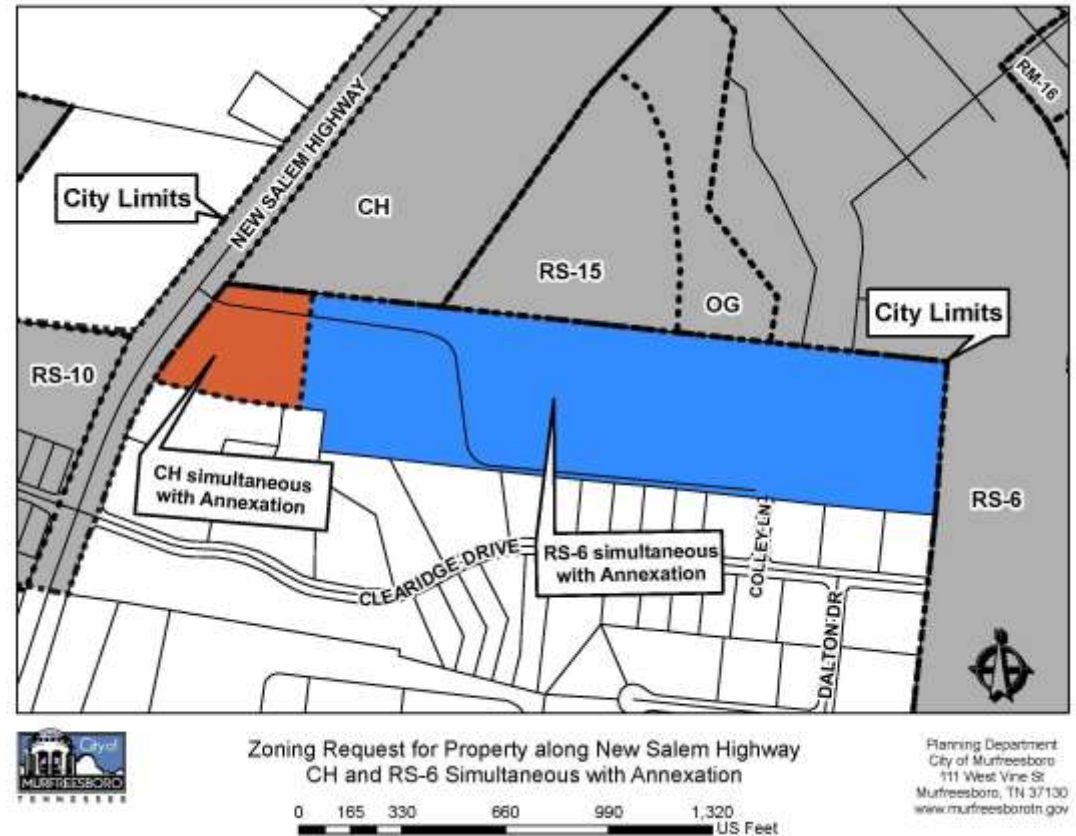 RM-16
NEW SALEM HIGHWAY
City Limits
CH
RS-15
OG
City Limits
RS-10
CH simultaneous
with Annexation
RS-6
RS-6 simultaneous
with Annexation
COLLEY LN
CLEARIDGE DRIVE
DALTON DR
City of
MURFREESBORO
TENNESSEE
Zoning Request for Property along New Salem Highway
CH and RS-6 Simultaneous with Annexation
0 165 330 660 990 1,320
US Feet
Planning Department
City of Murfreesboro
111 West Vine St
Murfreesboro, TN 37130
www.murfreesborotn.gov